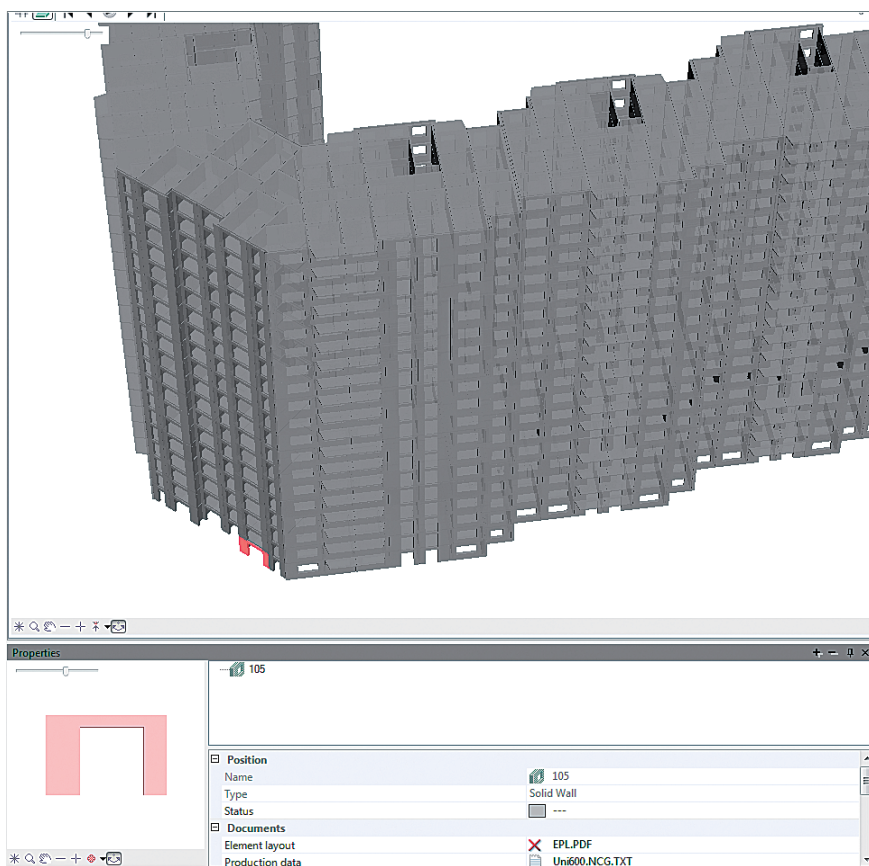 Properties
105
Position
Name 105
Type Solid Wall
Status ---
Documents
Element layout EPL.PDF
Production data Uni600.NCG.TXT